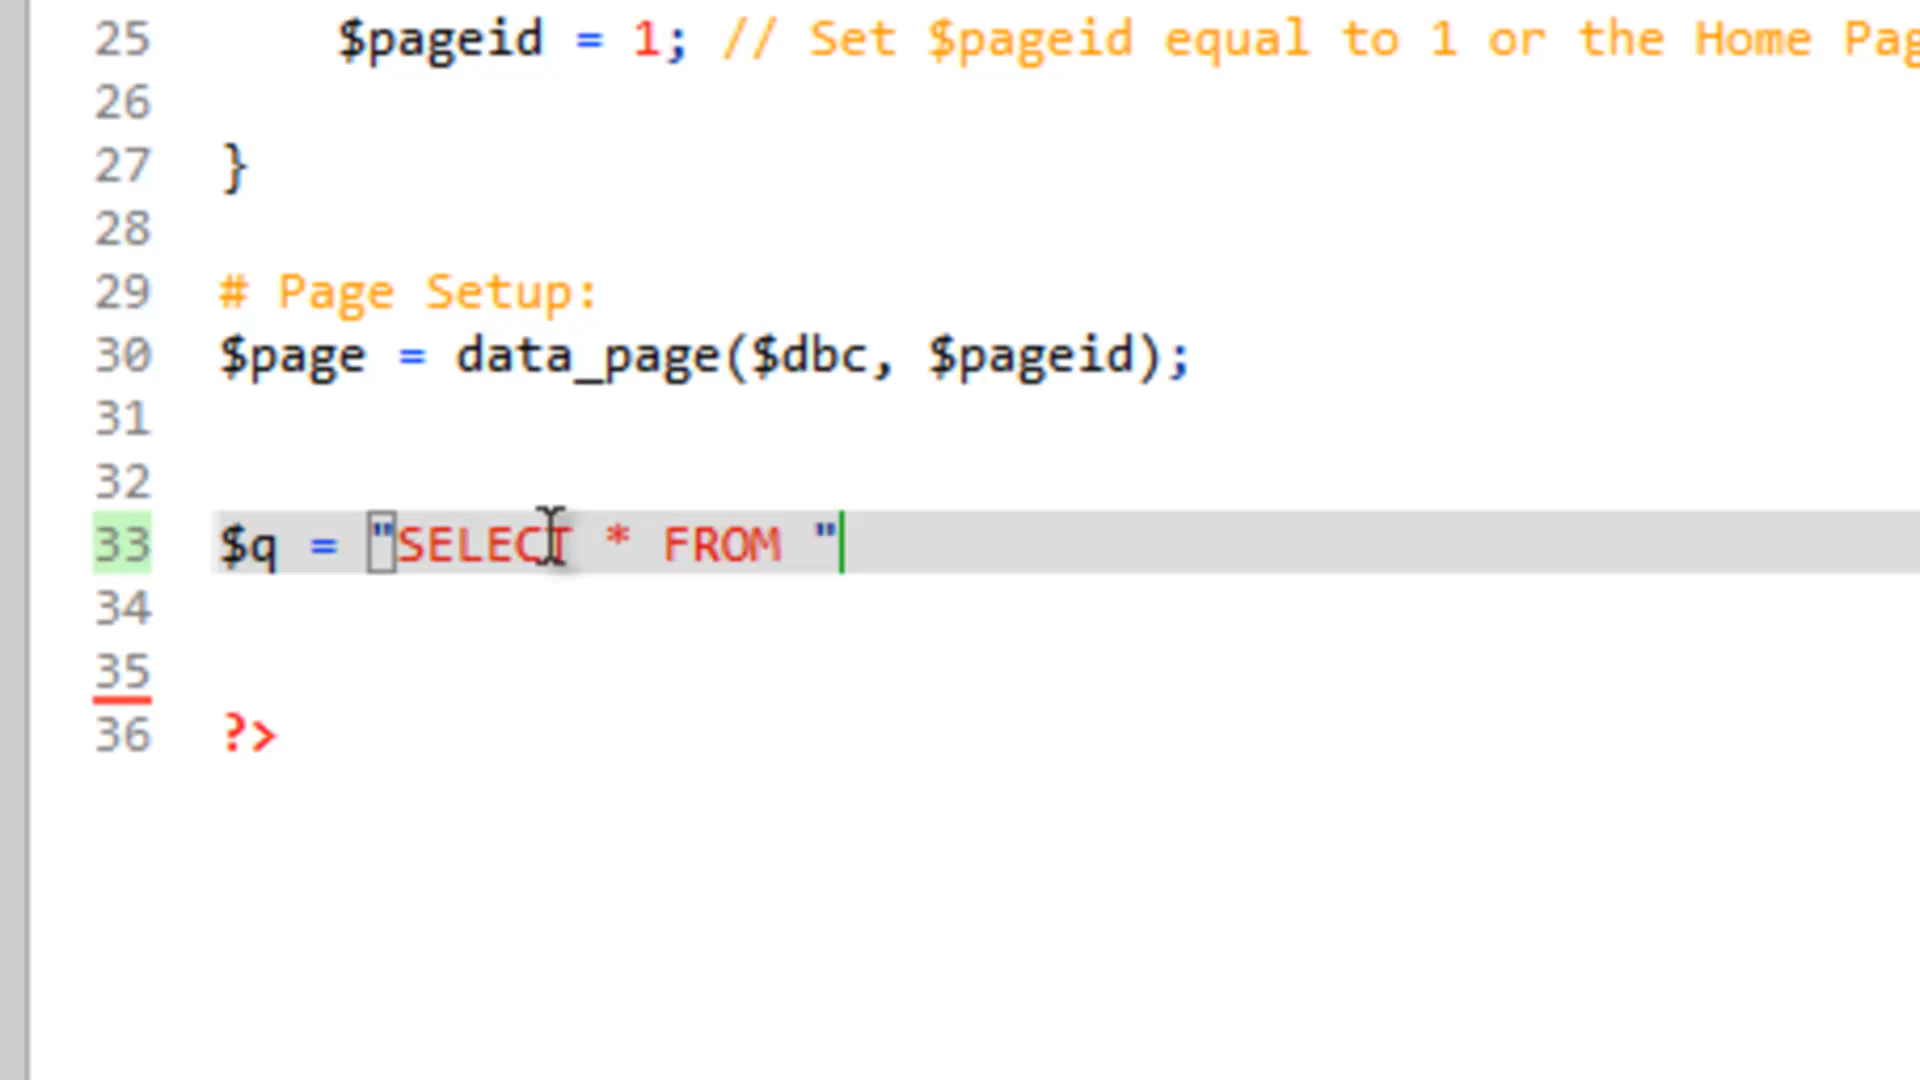 25 $pageid = 1; // Set $pageid equal to 1 or the Home
26
27 }
28
29 # Page Setup:
30 $page = data_page($dbc, $pageid);
31
32
33 $q = "SELECT * FROM "
34
35
36 ?>